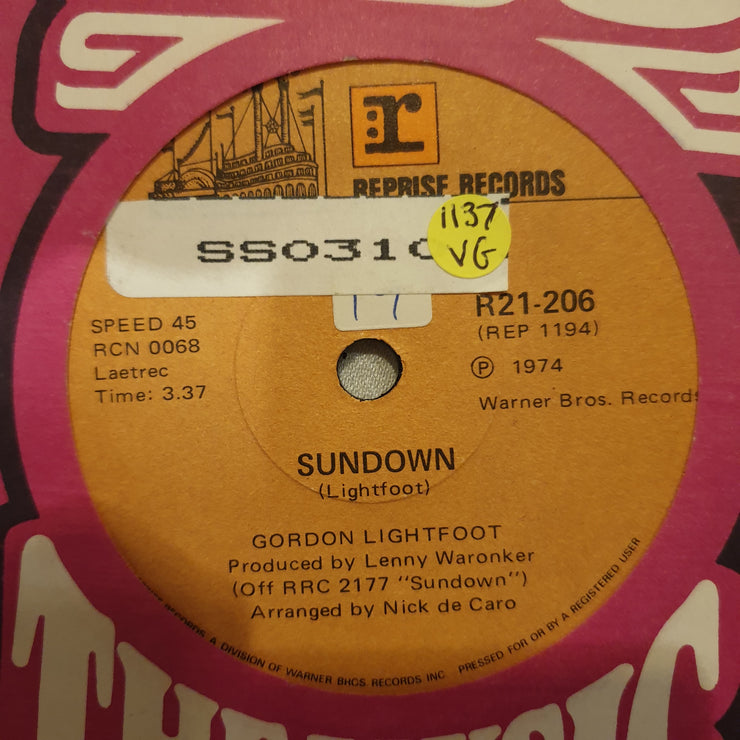 r
REPRISE RECORDS
SS0310
1137
VG
17
R21-206
(REP 1194)
SPEED 45
RCN 0068
Laetrec
Time: 3.37
℗ 1974
Warner Bros. Records
SUNDOWN
(Lightfoot)
GORDON LIGHTFOOT
Produced by Lenny Waronker
(Off RRC 2177 "Sundown")
Arranged by Nick de Caro
RECORDS, A DIVISION OF WARNER BROS. RECORDS INC. PRESSED FOR OR BY A REGISTERED USER